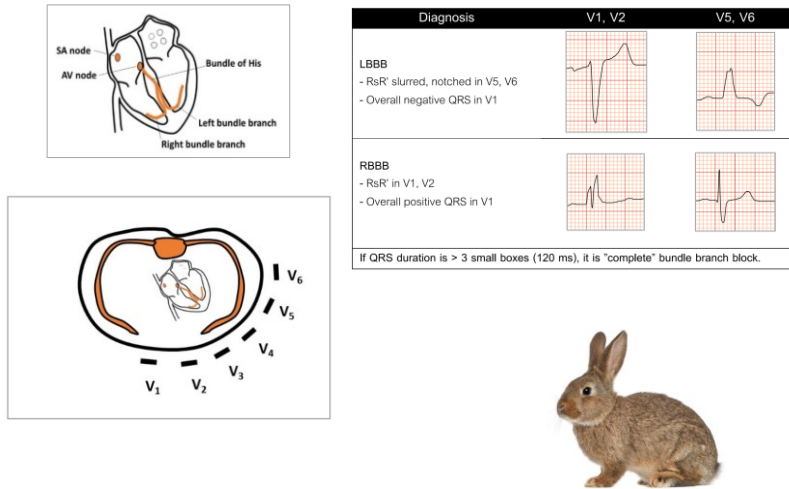 SA node
AV node
Bundle of His
Left bundle branch
Right bundle branch
V6
V5
V4
V3
V2
V1
Diagnosis V1, V2 V5, V6
LBBB
- RsR' slurred, notched in V5, V6
- Overall negative QRS in V1
RBBB
- RsR' in V1, V2
- Overall positive QRS in V1
If QRS duration is > 3 small boxes (120 ms), it is "complete" bundle branch block.